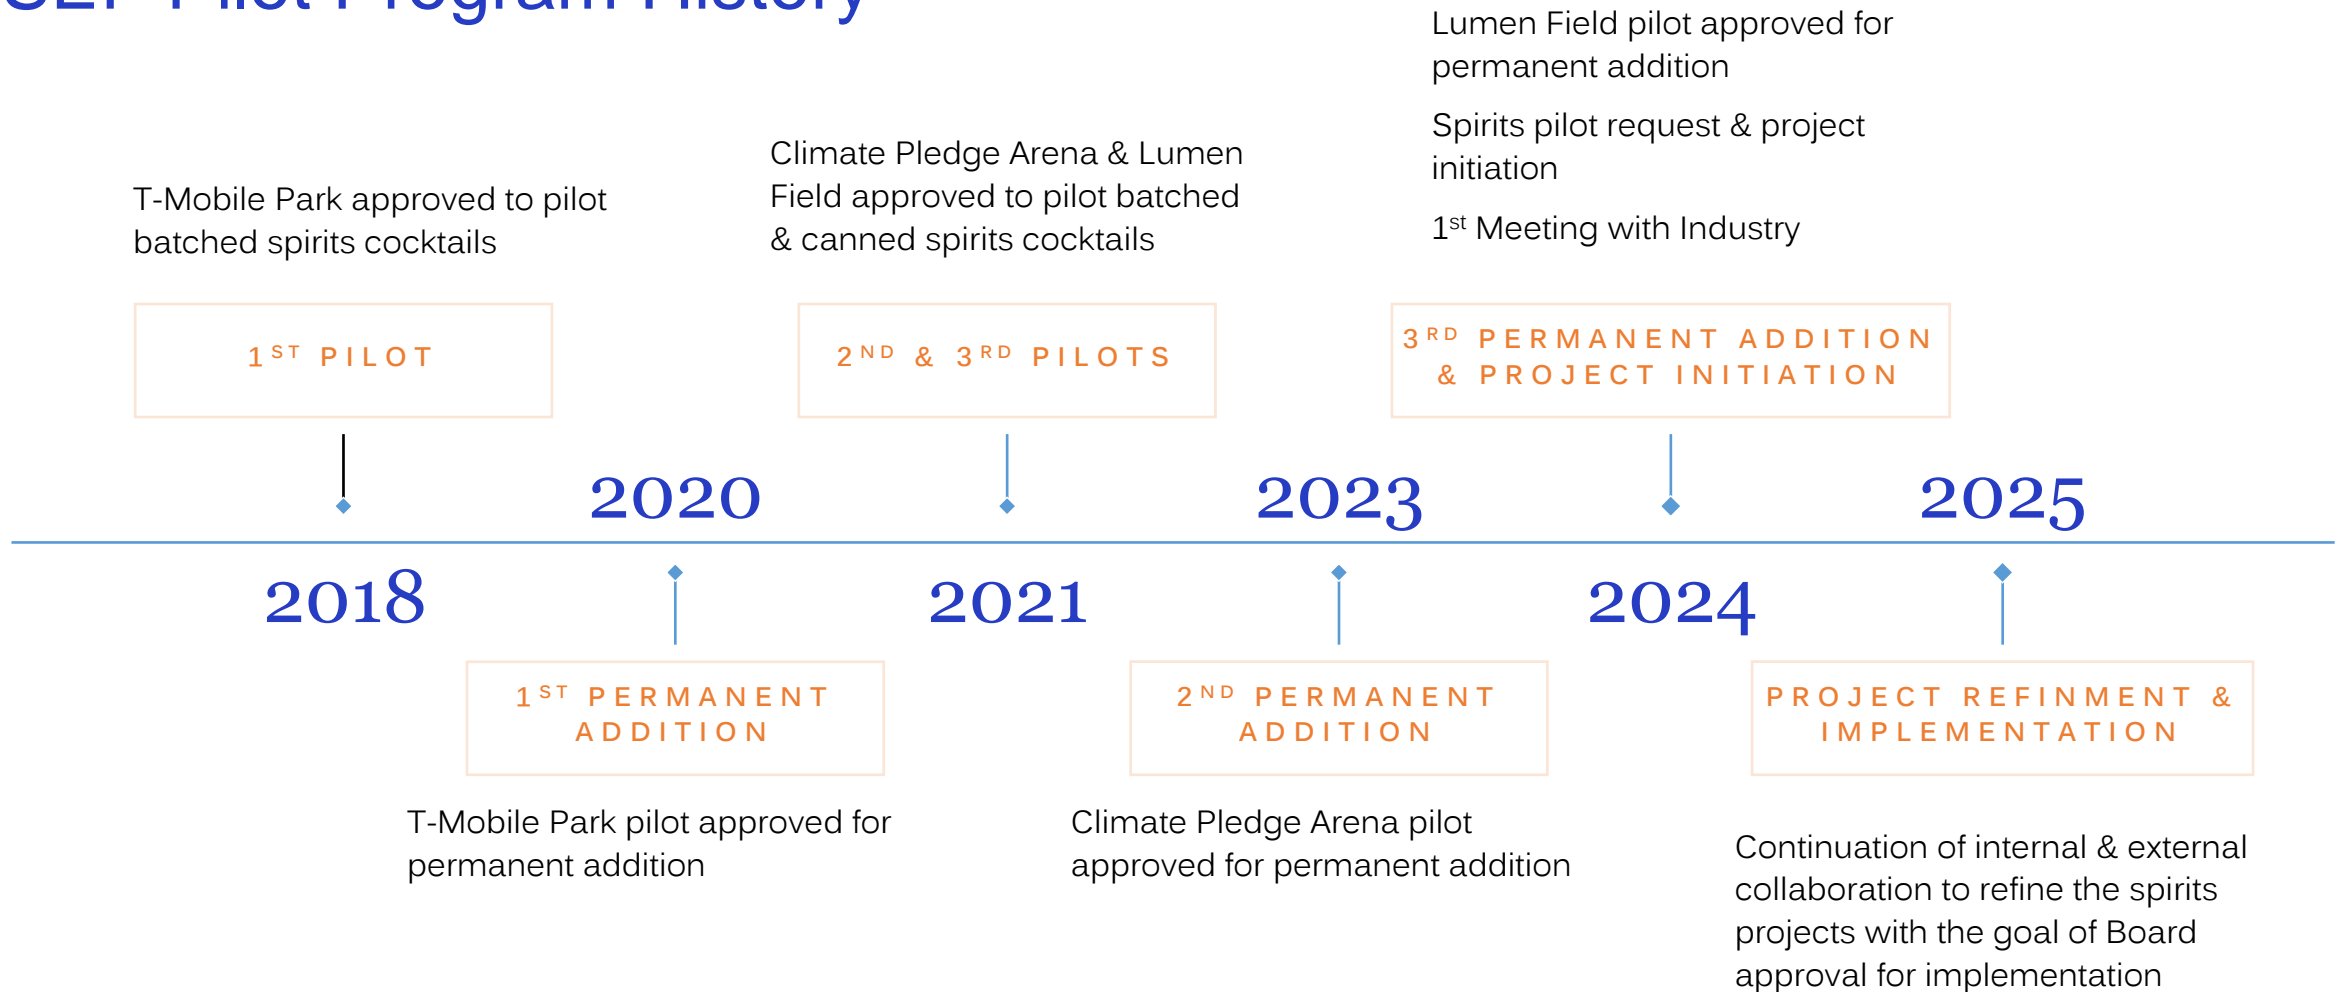 Pilot Program History
T-Mobile Park approved to pilot
batched spirits cocktails
1ST PILOT
2018
2020
1ST PERMANENT
ADDITION
T-Mobile Park pilot approved for
permanent addition
Climate Pledge Arena & Lumen
Field approved to pilot batched
& canned spirits cocktails
2ND & 3RD PILOTS
2021
2023
2ND PERMANENT
ADDITION
Climate Pledge Arena pilot
approved for permanent addition
Lumen Field pilot approved for
permanent addition
Spirits pilot request & project
initiation
1st Meeting with Industry
3RD PERMANENT ADDITION
& PROJECT INITIATION
2024
2025
PROJECT REFINMENT &
IMPLEMENTATION
Continuation of internal & external
collaboration to refine the spirits
projects with the goal of Board
approval for implementation